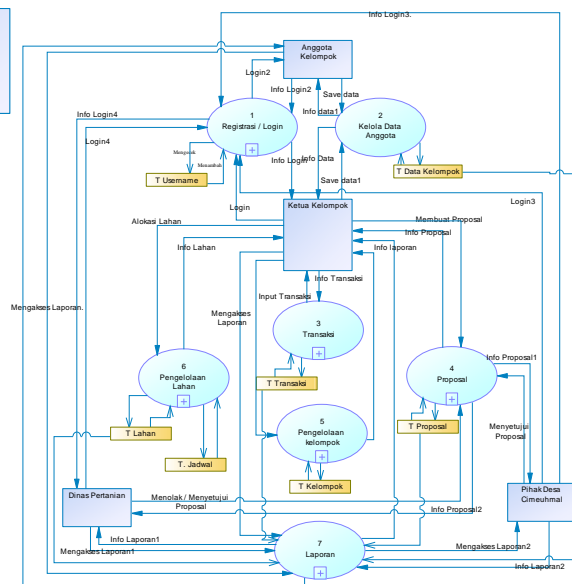 Info Login3.
Anggota
Kelompok
Login2
Info Login2
Save data
Info Login4
1
Registrasi / Login
Info data1
2
Kelola Data
Anggota
Login4
Mengecek
Menambah
Info Login
Info Data
T Username
T Data Kelompok
Save data1
Login
Ketua Kelompok
Login3
Alokasi Lahan
Membuat Proposal
Info Lahan
Info Proposal
Info laporan
Info Transaksi
Input Transaksi
Mengakses Laporan.
Mengakses
Laporan
3
Transaksi
Info Proposal1
6
Pengelolaan
Lahan
4
Proposal
T Transaksi
T Lahan
5
Pengelolaan
kelompok
T Proposal
Menyetujui
Proposal
T. Jadwal
T Kelompok
Dinas Pertanian
Menolak / Menyetujui
Proposal
Pihak Desa
Cimeuhmal
Info Proposal2
Info Laporan1
7
Laporan
Mengakses Laporan1
Mengakses Laporan2
Info Laporan2